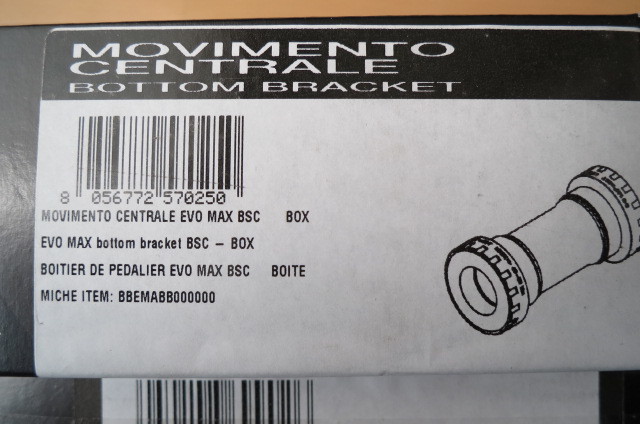 MOVIMENTO
CENTRALE
BOTTOM BRACKET
8 056772 570250
MOVIMENTO CENTRALE EVO MAX BSC BOX
EVO MAX bottom bracket BSC – BOX
BOITIER DE PEDALIER EVO MAX BSC BOITE
MICHE ITEM: BBEMABB000000